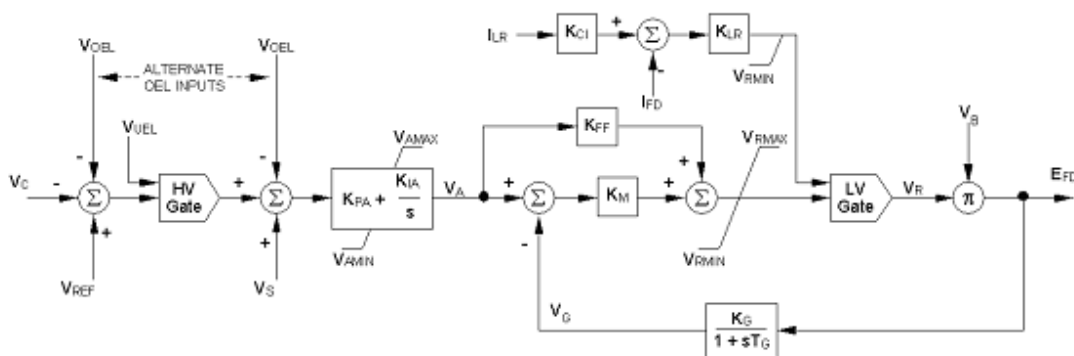 VOEL
VOEL
ALTERNATE
OEL INPUTS
ILR
KCI
+
Σ
-
KLR
VRMIN
IFD
VUEL
VAMAX
KFF
VRMAX
VB
VC
-
-
Σ
+
HV
Gate
+
-
Σ
+
KPA + KIA
s
VA
+
Σ
-
KM
+
+
Σ
LV
Gate
VR
π
EFD
VAMIN
VRMIN
VREF
VS
VG
KG
1 + sTG